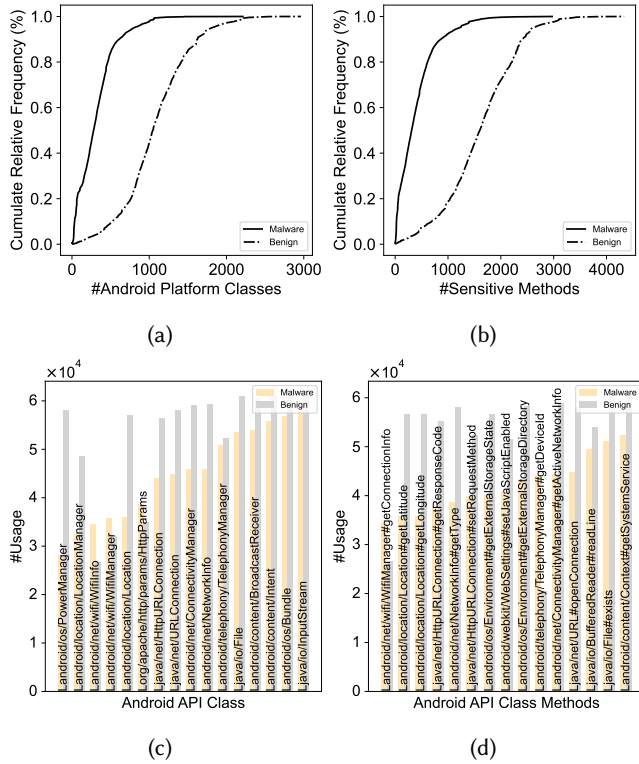 Cumulate Relative Frequency (%)
1.0
0.8
0.6
0.4
0.2
0.0
0
1000
2000
3000
#Android Platform Classes
Malware
Benign
(a)
Cumulate Relative Frequency (%)
1.0
0.8
0.6
0.4
0.2
0.0
0
1000
2000
3000
4000
#Sensitive Methods
Malware
Benign
(b)
×10⁴
#Usage
6
5
4
3
2
1
0
Landroid/os/PowerManager
Landroid/location/LocationManager
Landroid/net/wifi/WifiInfo
Landroid/net/wifi/WifiManager
Landroid/location/Location
Lorg/apache/http/params/HttpParams
Ljava/net/HttpURLConnection
Ljava/net/URLConnection
Landroid/net/ConnectivityManager
Landroid/net/NetworkInfo
Landroid/telephony/TelephonyManager
Ljava/io/File
Landroid/content/BroadcastReceiver
Landroid/content/Intent
Landroid/os/Bundle
Ljava/io/InputStream
Android API Class
Malware
Benign
(c)
×10⁴
#Usage
6
5
4
3
2
1
0
Landroid/net/wifi/WifiManager#getConnectionInfo
Landroid/location/Location#getLatitude
Landroid/location/Location#getLongitude
Ljava/net/HttpURLConnection#getResponseCode
Landroid/net/NetworkInfo#getType
Ljava/net/HttpURLConnection#setRequestMethod
Landroid/os/Environment#getExternalStorageState
Landroid/webkit/WebSettings#setJavaScriptEnabled
Landroid/os/Environment#getExternalStorageDirectory
Landroid/telephony/TelephonyManager#getDeviceId
Landroid/net/ConnectivityManager#getActiveNetworkInfo
Ljava/net/URL#openConnection
Ljava/io/BufferedReader#readLine
Ljava/io/File#exists
Landroid/content/Context#getSystemService
Android API Class Methods
Malware
Benign
(d)